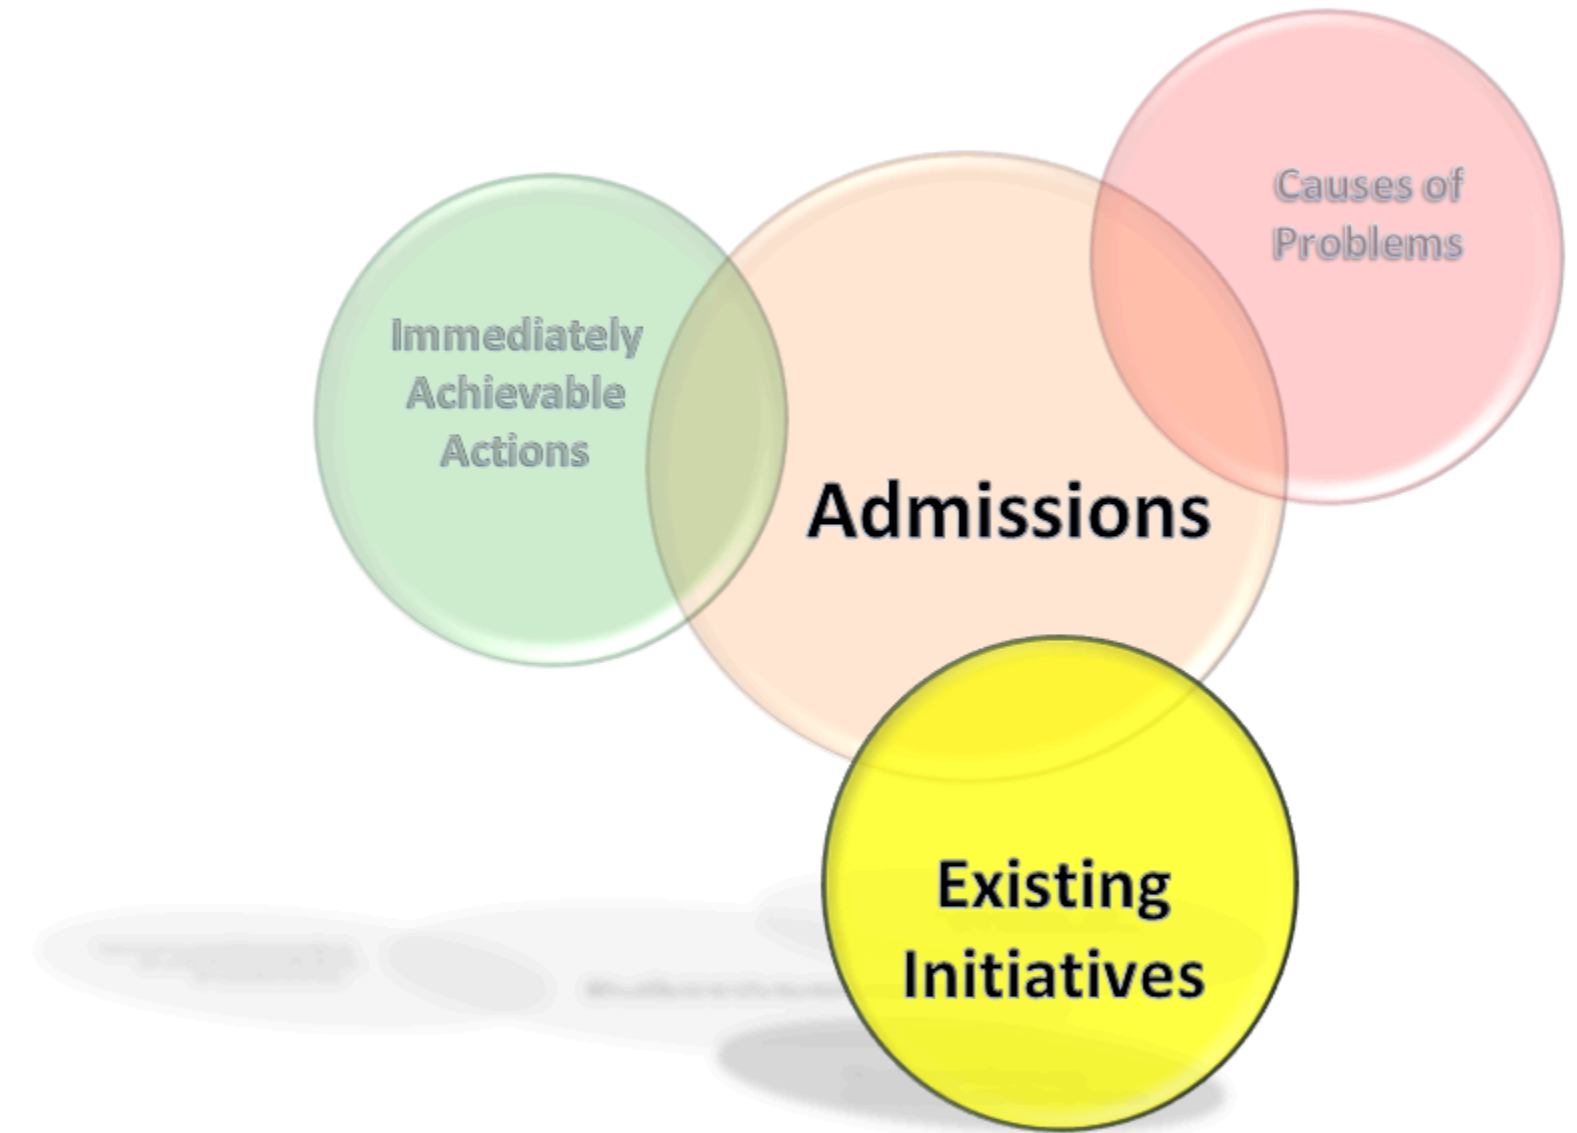 Causes of
Problems
Immediately
Achievable
Actions
Admissions
Existing
Initiatives